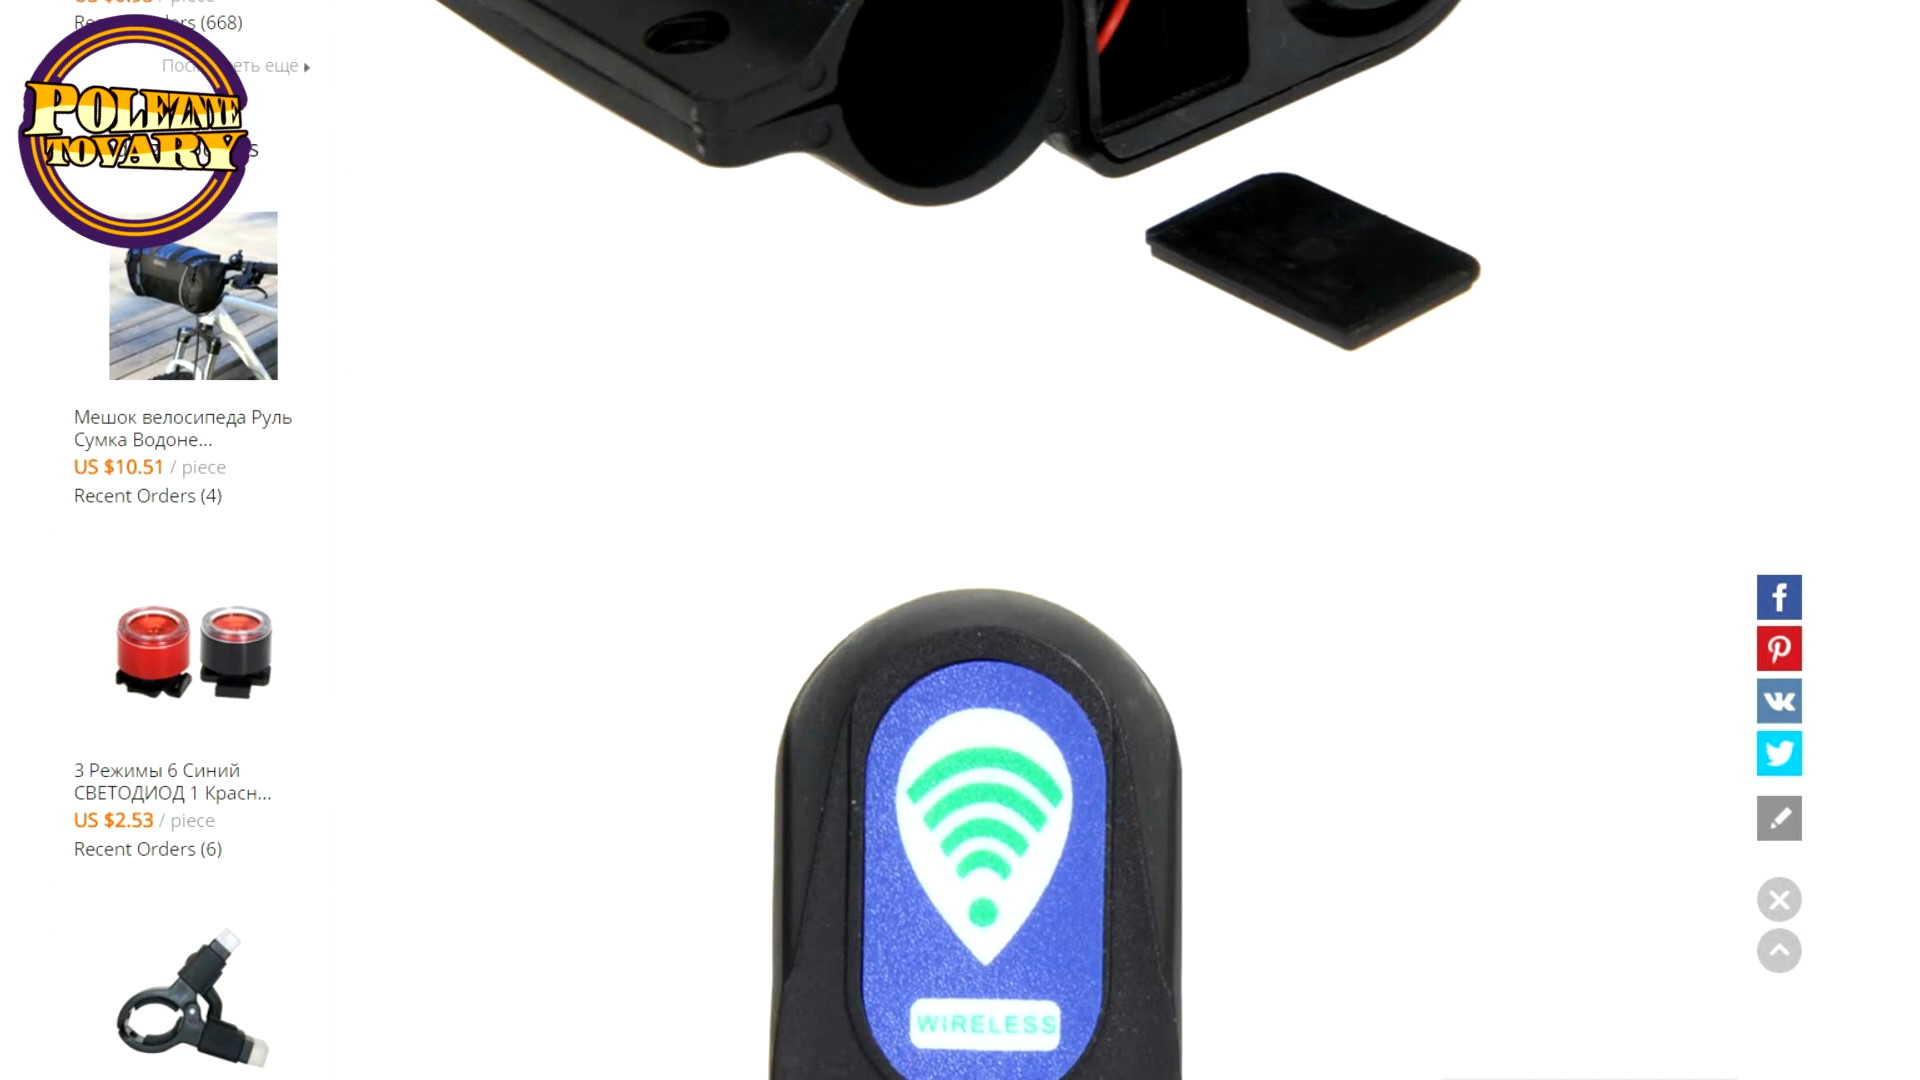 (668)
ещё
POLEZNYE
TOVARY
Мешок велосипеда Руль
Сумка Водоне...
US $10.51 / piece
Recent Orders (4)
3 Режимы 6 Синий
СВЕТОДИОД 1 Красн...
US $2.53 / piece
Recent Orders (6)
WIRELESS